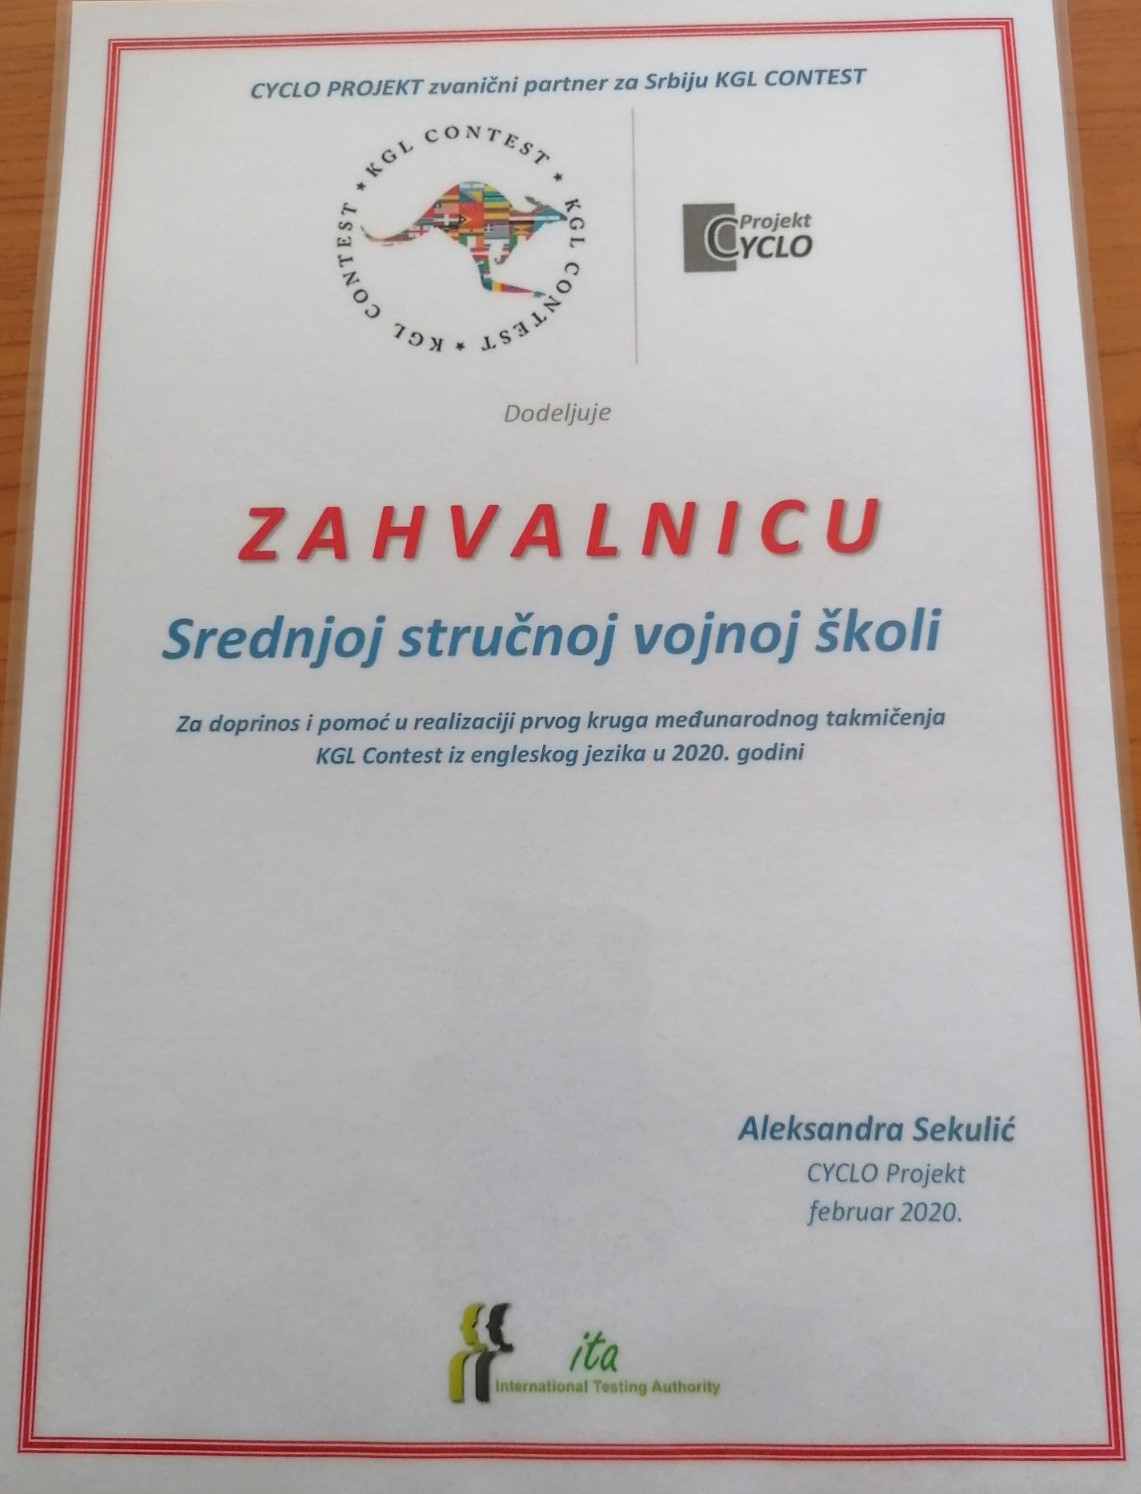 CYCLO PROJEKT zvanični partner za Srbiju KGL CONTEST
KGL CONTEST * KGL CONTEST * KGL CONTEST *
Projekt
CYCLO
Dodeljuje
ZAHVALNICU
Srednjoj stručnoj vojnoj školi
Za doprinos i pomoć u realizaciji prvog kruga međunarodnog takmičenja
KGL Contest iz engleskog jezika u 2020. godini
Aleksandra Sekulić
CYCLO Projekt
februar 2020.
ita
International Testing Authority